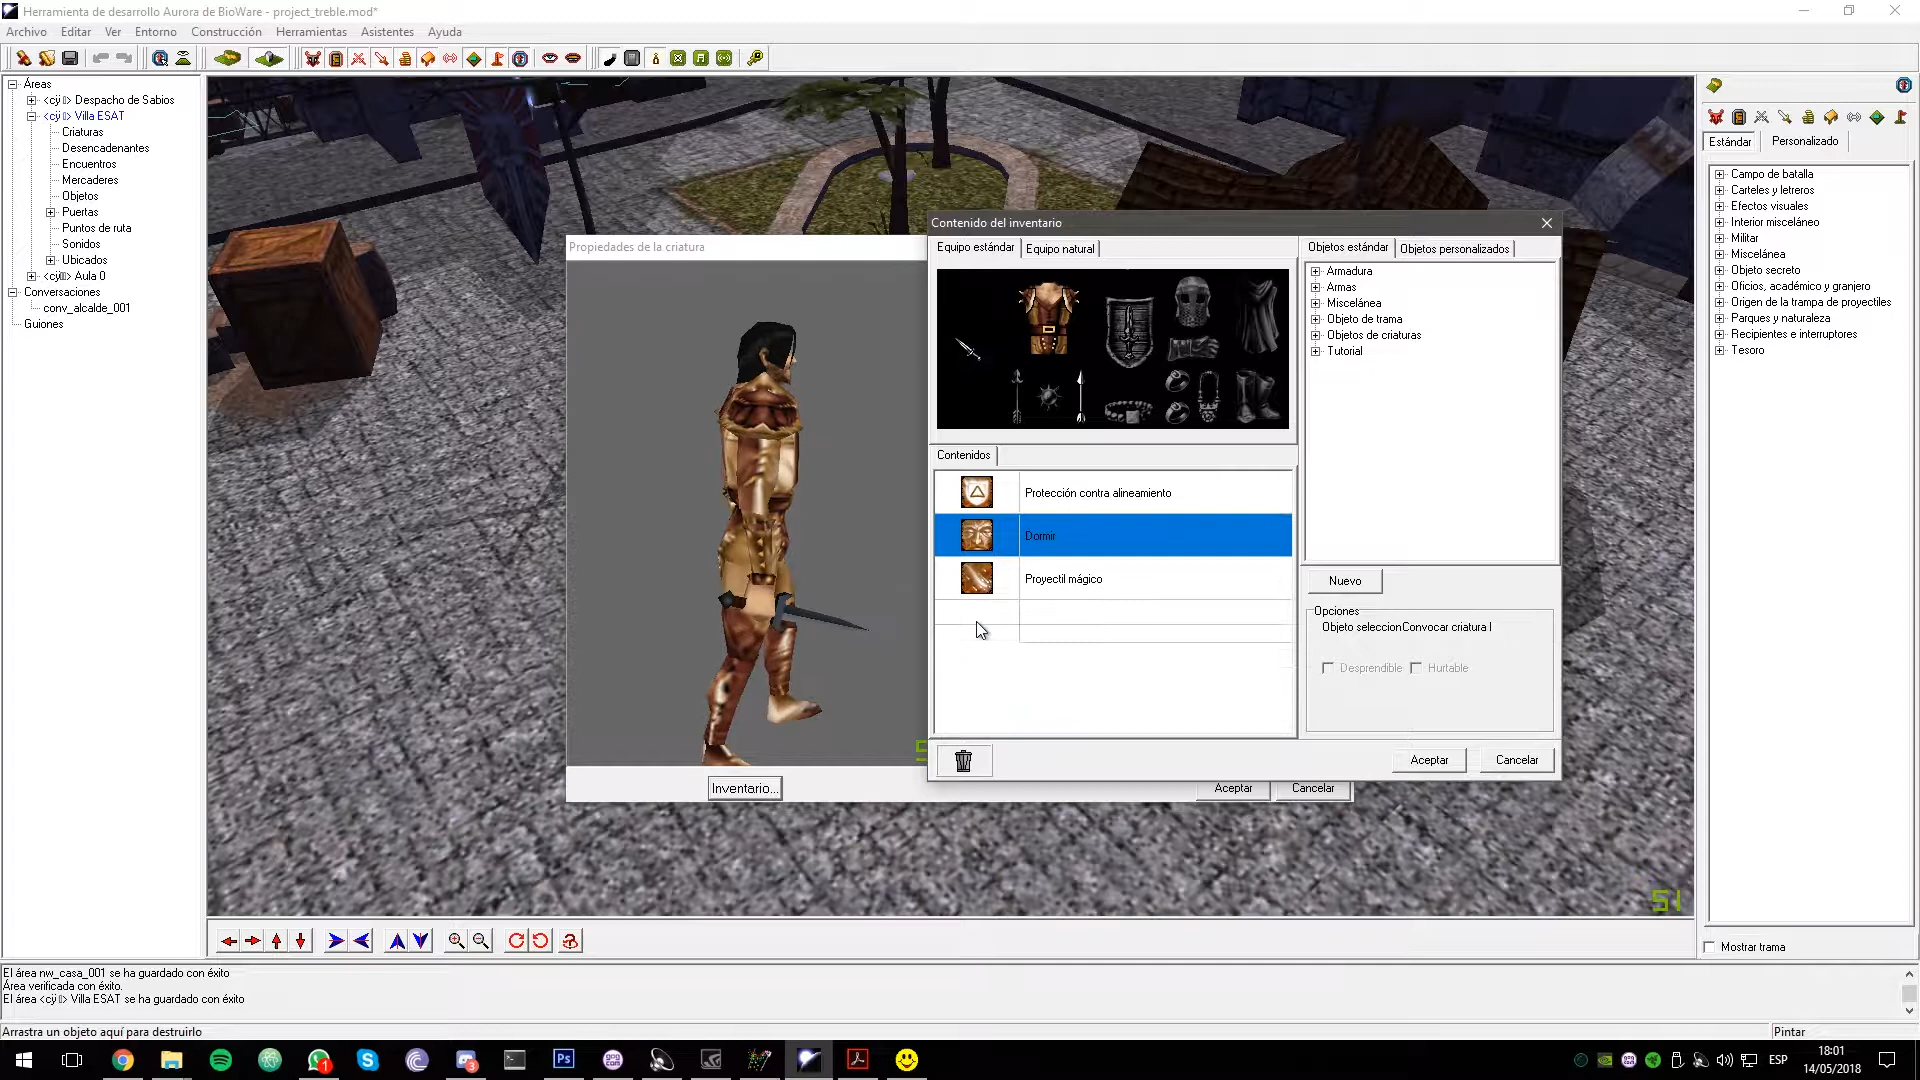 Herramienta de desarrollo Aurora de BioWare - project_treble.mod*
Archivo Editar Ver Entorno Construcción Herramientas Asistentes Ayuda
Áreas
Despacho de Sabios
Villa ESAT
Criaturas
Desencadenantes
Encuentros
Mercaderes
Objetos
Puertas
Puntos de ruta
Sonidos
Ubicados
Aula 0
Conversaciones
conv_alcalde_001
Guiones
Propiedades de la criatura
Inventario...
Aceptar
Cancelar
Contenido del inventario
Equipo estándar
Equipo natural
Contenidos
Protección contra alineamiento
Dormir
Proyectil mágico
Objetos estándar
Objetos personalizados
Armadura
Armas
Miscelánea
Objeto de trama
Objetos de criaturas
Tutorial
Nuevo
Opciones
Objeto seleccionConvocar criatura I
Desprendible
Hurtable
Aceptar
Cancelar
51
Estándar
Personalizado
Campo de batalla
Carteles y letreros
Efectos visuales
Interior misceláneo
Militar
Miscelánea
Objeto secreto
Oficios, académico y granjero
Origen de la trampa de proyectiles
Parques y naturaleza
Recipientes e interruptores
Tesoro
Mostrar trama
El área nw_casa_001 se ha guardado con éxito
Área verificada con éxito.
El área Villa ESAT se ha guardado con éxito
Arrastra un objeto aquí para destruirlo
Pintar
1
3
Ps
gog
com
ESP
18:01
14/05/2018